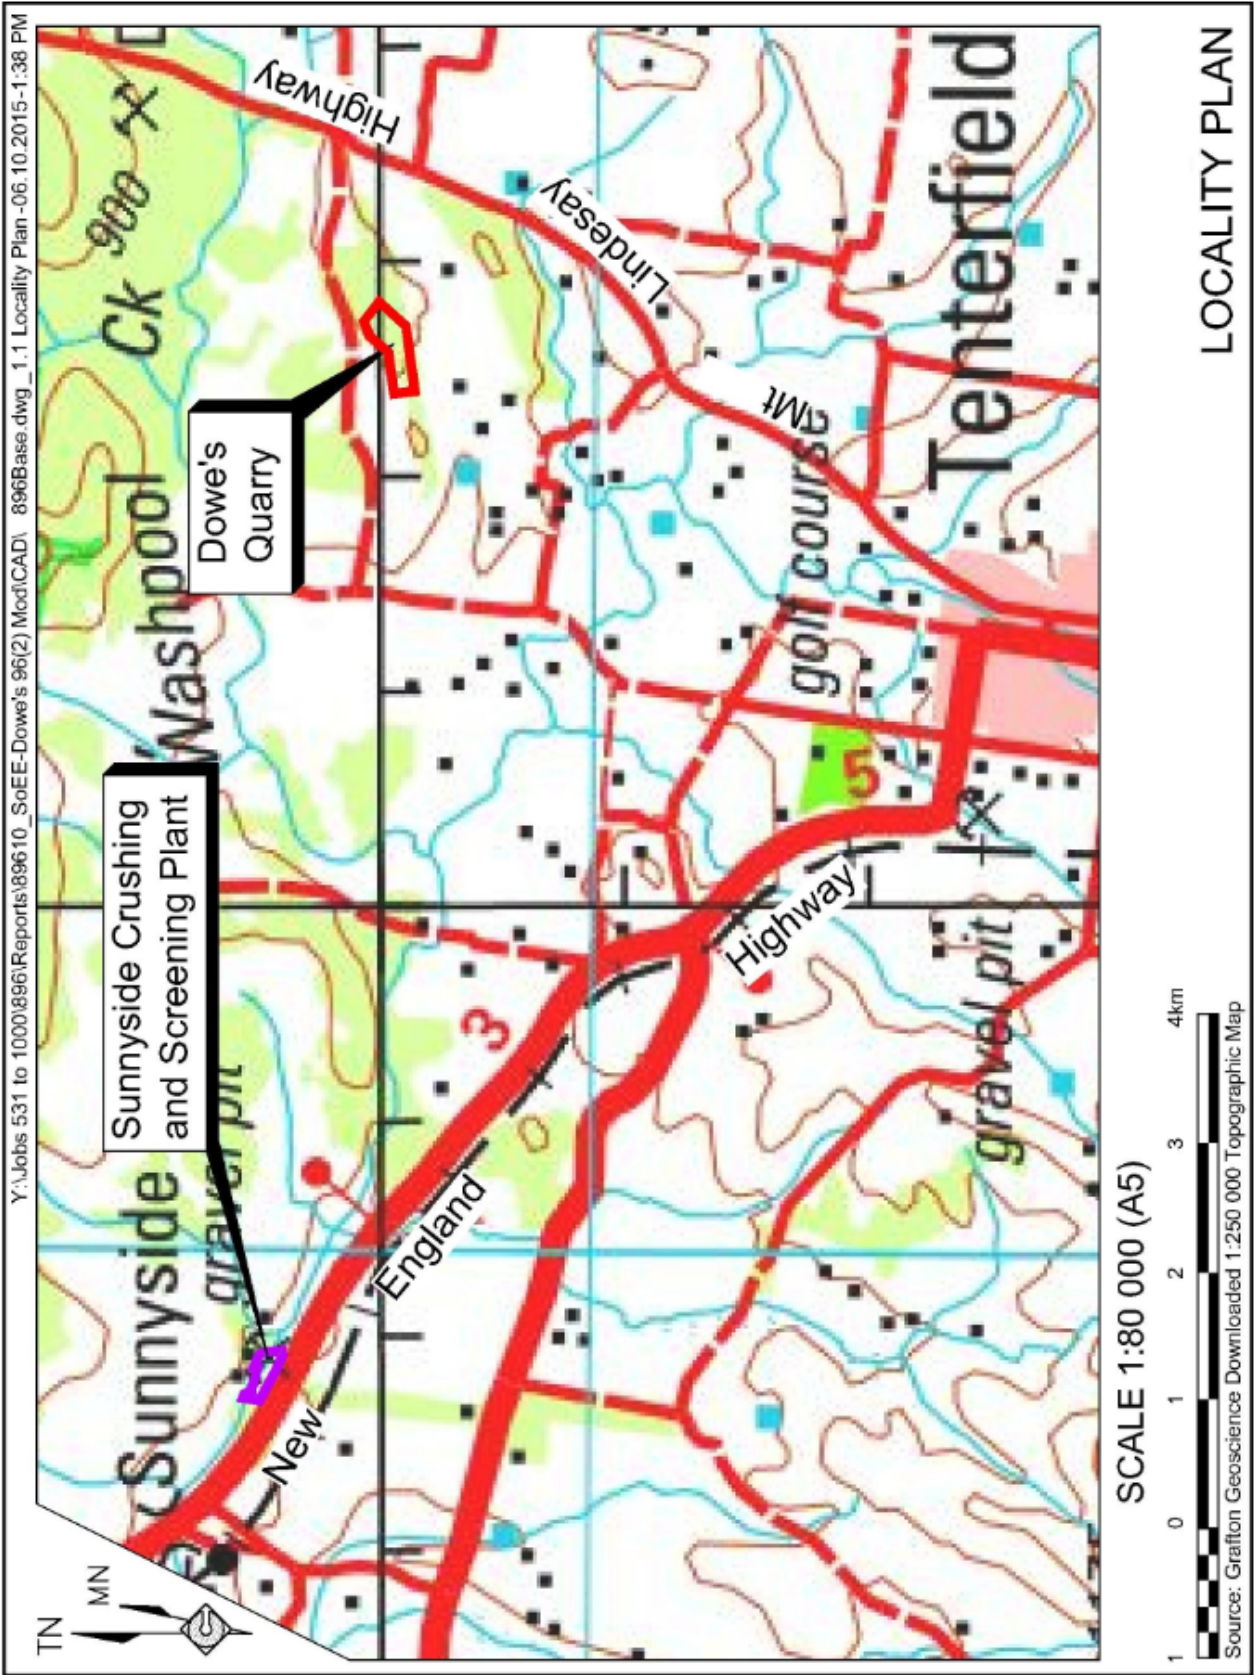 Y:\Jobs 531 to 1000\896\Reports\89610_SoEE-Dowe's 96(2) Mod\CAD\ 896Base.dwg_1.1 Locality Plan-06.10.2015-1:38 PM
TN
MN
Sunnyside
gravel pit
Sunnyside Crushing
and Screening Plant
Washpool
Ck
900
Dowe's
Quarry
New
England
Highway
3
5
Mt
Lindesay
Highway
golf course
Tenterfield
gravel pit
SCALE 1:80 000 (A5)
1 0 1 2 3 4km
Source: Grafton Geoscience Downloaded 1:250 000 Topographic Map
LOCALITY PLAN